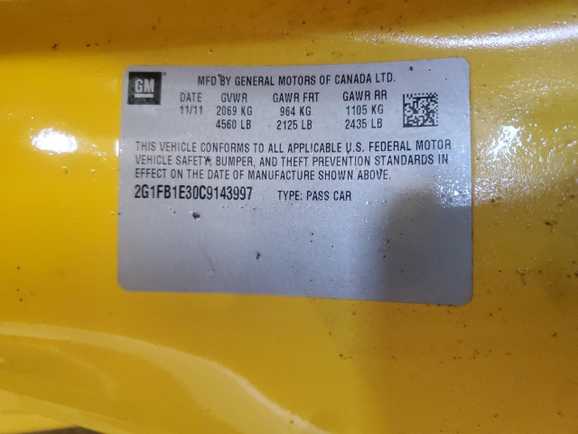 GM
MFD BY GENERAL MOTORS OF CANADA LTD.
DATE GVWR GAWR FRT GAWR RR
11/11 2069 KG 964 KG 1105 KG
4560 LB 2125 LB 2435 LB
THIS VEHICLE CONFORMS TO ALL APPLICABLE U.S. FEDERAL MOTOR
VEHICLE SAFETY, BUMPER, AND THEFT PREVENTION STANDARDS IN
EFFECT ON THE DATE OF MANUFACTURE SHOWN ABOVE.
2G1FB1E30C9143997 TYPE: PASS CAR